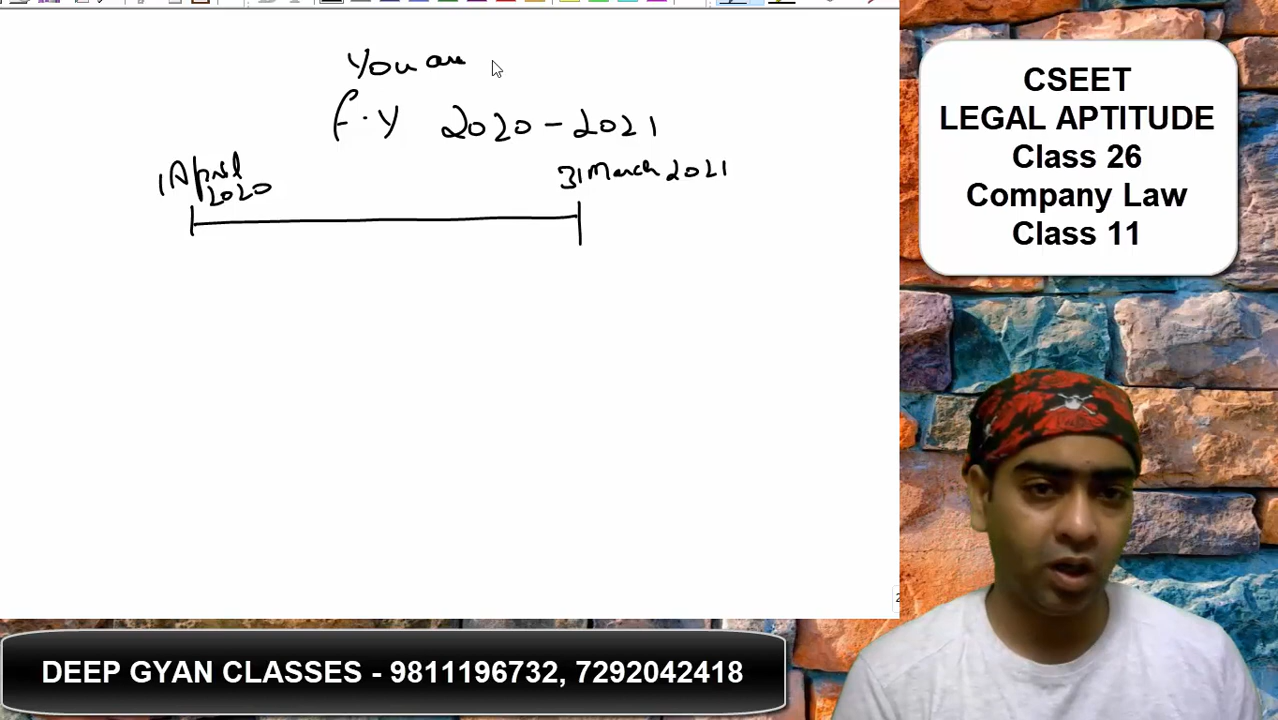 You are
f.y 2020-2021
1 April
2020
31 March 2021
CSEET
LEGAL APTITUDE
Class 26
Company Law
Class 11
DEEP GYAN CLASSES - 9811196732, 7292042418